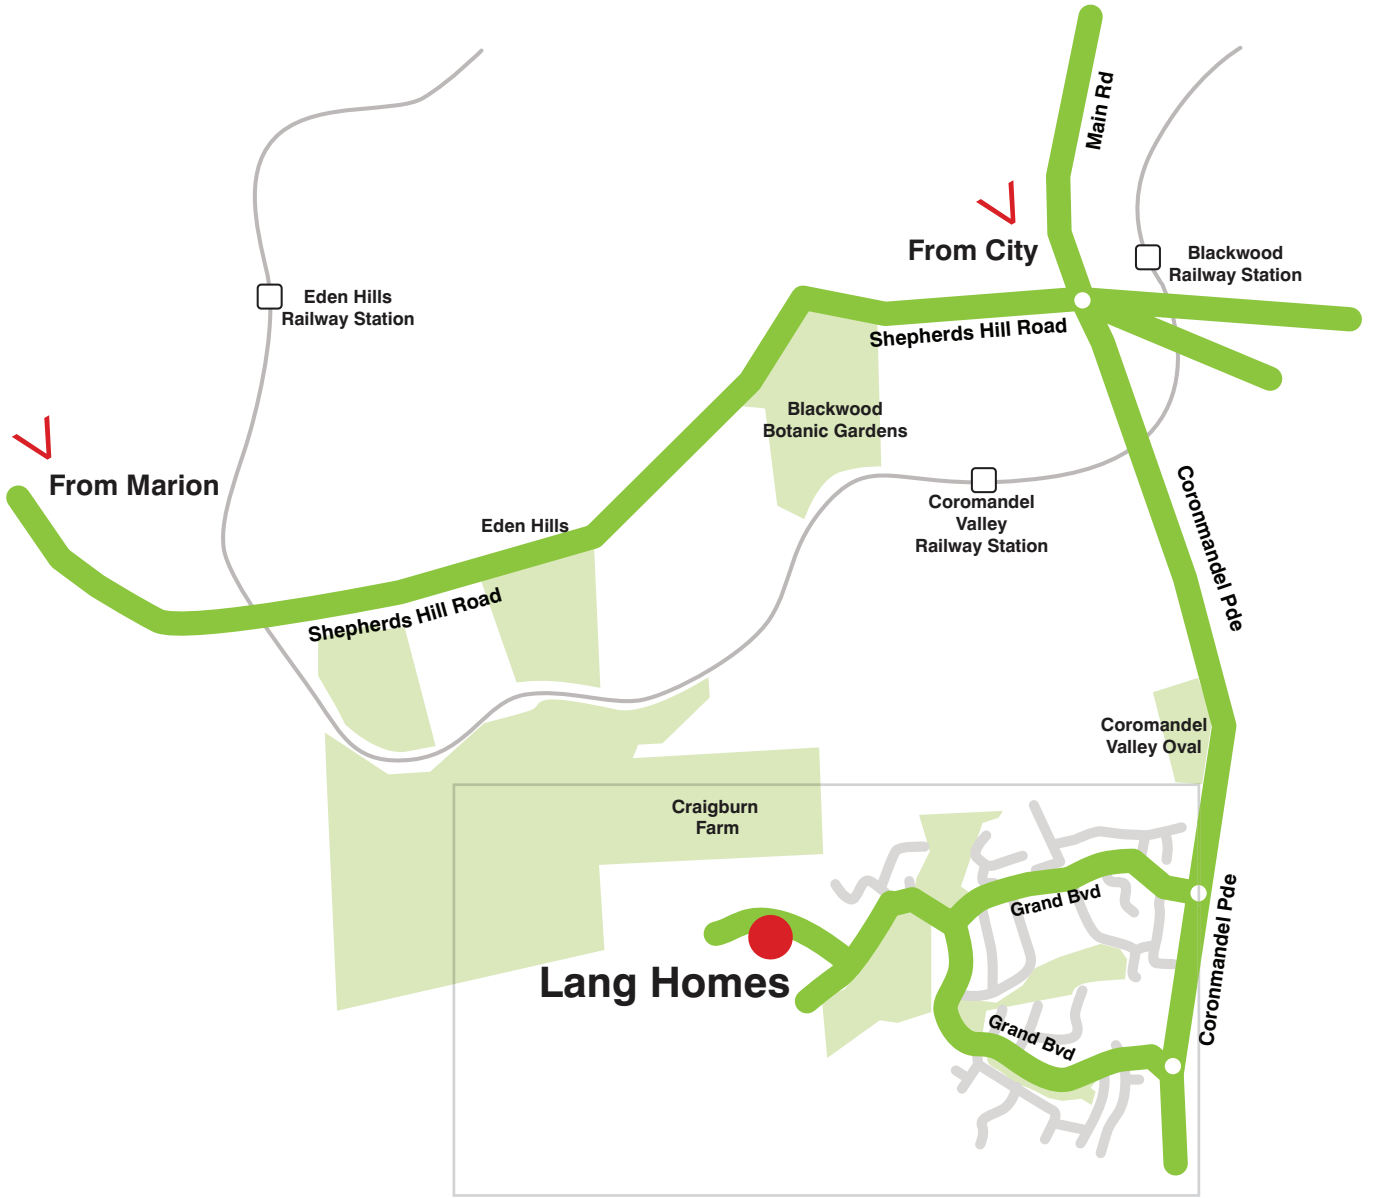 Main Rd
From City
Blackwood
Railway Station
Eden Hills
Railway Station
Shepherds Hill Road
Blackwood
Botanic Gardens
From Marion
Coromandel
Valley
Railway Station
Eden Hills
Coronmandel Pde
Shepherds Hill Road
Coromandel
Valley Oval
Craigburn
Farm
Grand Bvd
Coronmandel Pde
Lang Homes
Grand Bvd